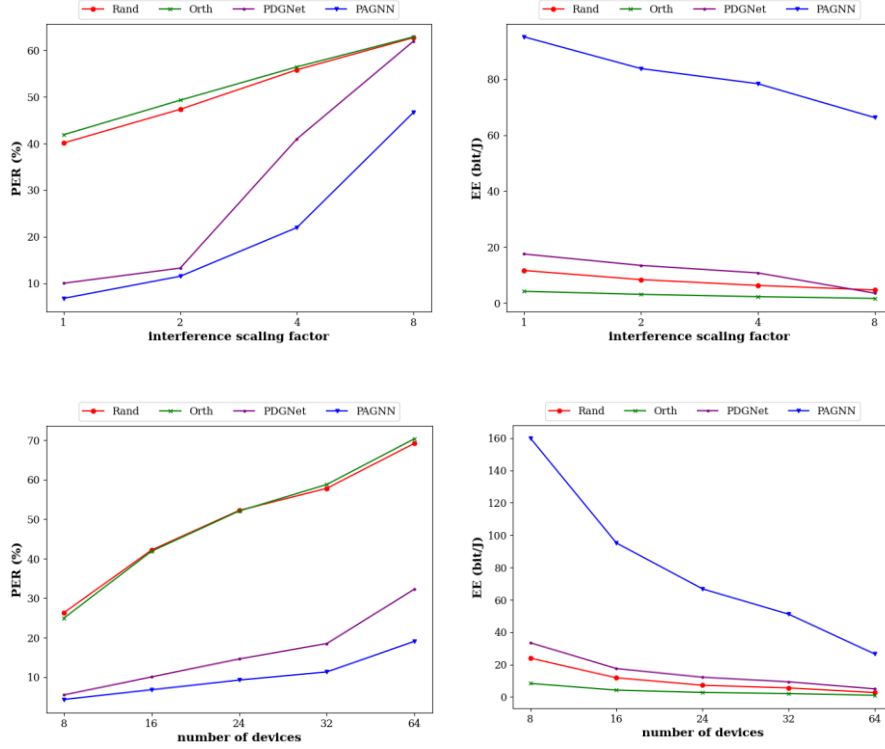 Rand Orth PDGNet PAGNN
PER (%)
60
50
40
30
20
10
1 2 4 8
interference scaling factor
Rand Orth PDGNet PAGNN
EE (bit/J)
80
60
40
20
0
1 2 4 8
interference scaling factor
Rand Orth PDGNet PAGNN
PER (%)
70
60
50
40
30
20
10
8 16 24 32 64
number of devices
Rand Orth PDGNet PAGNN
EE (bit/J)
160
140
120
100
80
60
40
20
0
8 16 24 32 64
number of devices